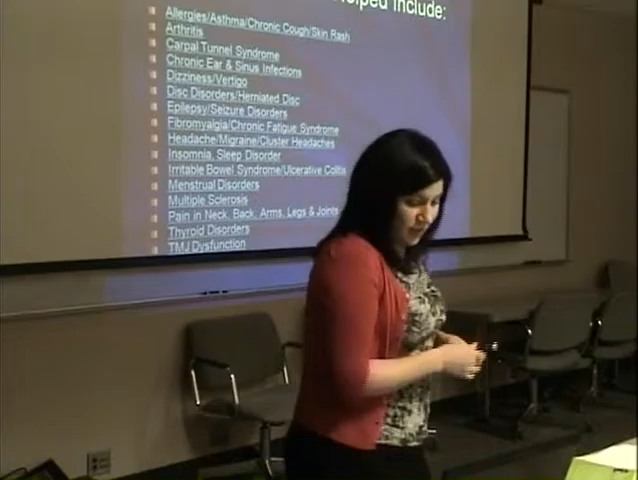 Helped Include:
Allergies/Asthma/Chronic Cough/Skin Rash
Arthritis
Carpal Tunnel Syndrome
Chronic Ear & Sinus Infections
Dizziness/Vertigo
Disc Disorders/Herniated Disc
Epilepsy/Seizure Disorders
Fibromyalgia/Chronic Fatigue Syndrome
Headache/Migraine/Cluster Headaches
Insomnia, Sleep Disorder
Irritable Bowel Syndrome/Ulcerative Colitis
Menstrual Disorders
Multiple Sclerosis
Pain in Neck, Back, Arms, Legs & Joints
Thyroid Disorders
TMJ Dysfunction